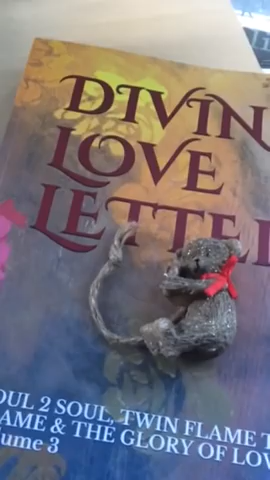 DIVIN
LOVE
LETTE
OUL 2 SOUL, TWIN FLAME T
AME & THE GLORY OF LOV
ume 3